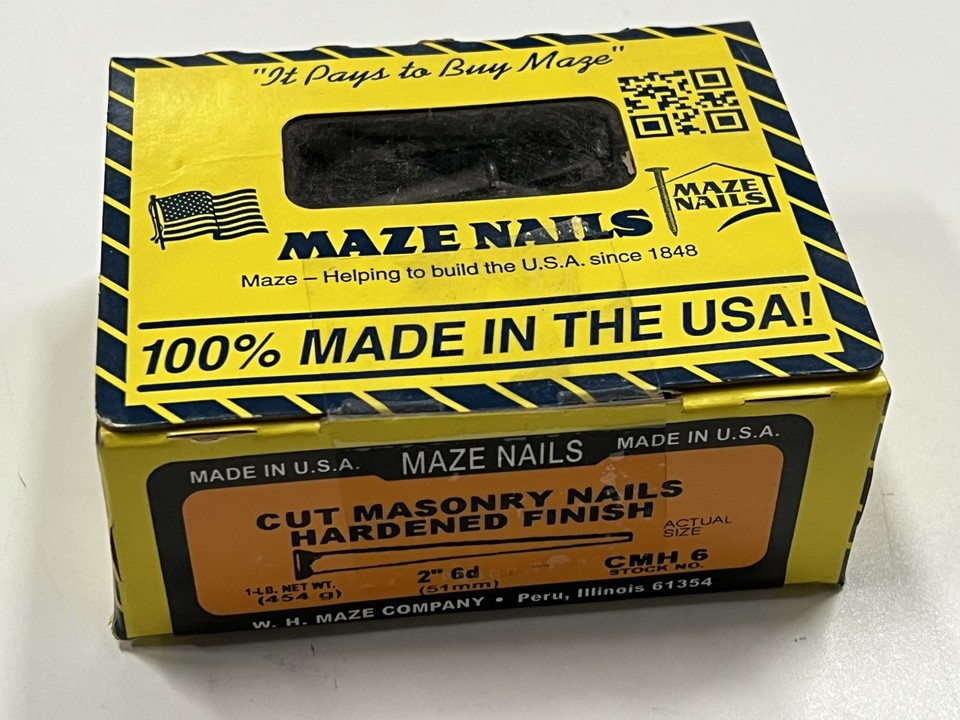 "It Pays to Buy Maze"
MAZE
NAILS
MAZE NAILS
Maze – Helping to build the U.S.A. since 1848
100% MADE IN THE USA!
MADE IN U.S.A.
MAZE NAILS
MADE IN U.S.A.
CUT MASONRY NAILS
HARDENED FINISH
ACTUAL
SIZE
1-LB. NET WT.
(454 g)
2" 6d
(51mm)
CMH 6
STOCK NO.
W. H. MAZE COMPANY • Peru, Illinois 61354